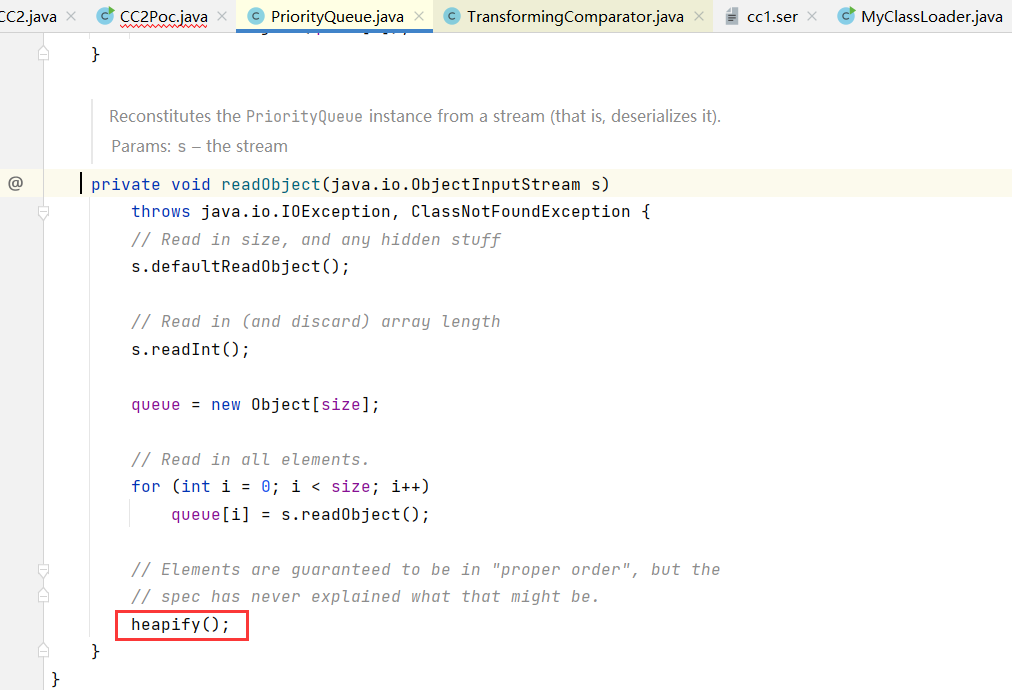 CC2.java CC2Poc.java PriorityQueue.java TransformingComparator.java cc1.ser MyClassLoader.java
}
Reconstitutes the PriorityQueue instance from a stream (that is, deserializes it).
Params: s – the stream
@ private void readObject(java.io.ObjectInputStream s)
throws java.io.IOException, ClassNotFoundException {
// Read in size, and any hidden stuff
s.defaultReadObject();
// Read in (and discard) array length
s.readInt();
queue = new Object[size];
// Read in all elements.
for (int i = 0; i < size; i++)
queue[i] = s.readObject();
// Elements are guaranteed to be in "proper order", but the
// spec has never explained what that might be.
heapify();
}
}